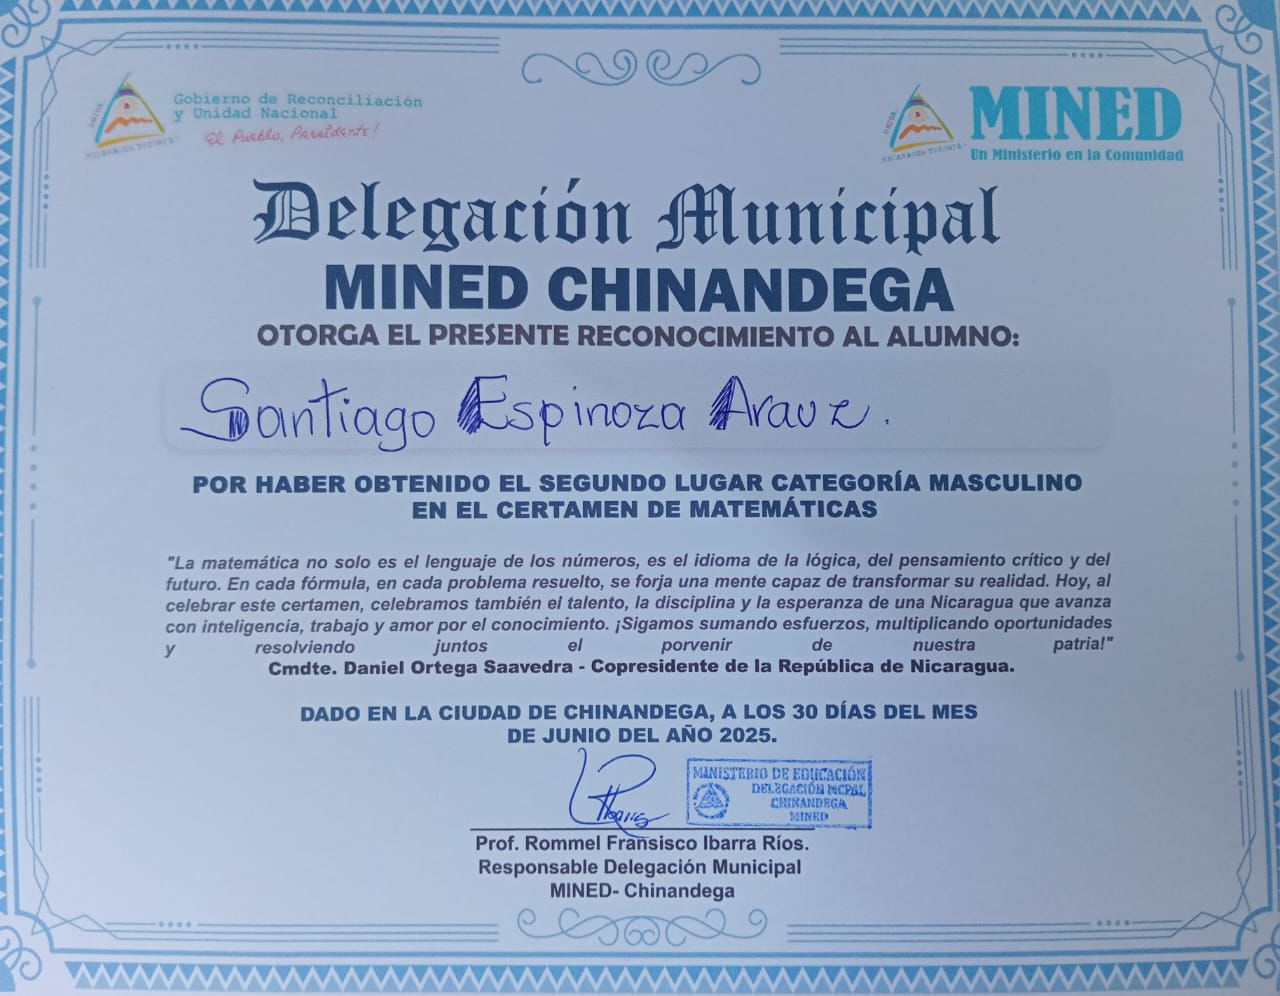 Gobierno de Reconciliación
y Unidad Nacional
El Pueblo, Presidente!
UNIDA
NICARAGUA TRIUNFA!
MINED
Un Ministerio en la Comunidad
UNIDA
NICARAGUA TRIUNFA!
Delegación Municipal
MINED CHINANDEGA
OTORGA EL PRESENTE RECONOCIMIENTO AL ALUMNO:
Santiago Espinoza Arauz.
POR HABER OBTENIDO EL SEGUNDO LUGAR CATEGORÍA MASCULINO
EN EL CERTAMEN DE MATEMÁTICAS
"La matemática no solo es el lenguaje de los números, es el idioma de la lógica, del pensamiento crítico y del
futuro. En cada fórmula, en cada problema resuelto, se forja una mente capaz de transformar su realidad. Hoy, al
celebrar este certamen, celebramos también el talento, la disciplina y la esperanza de una Nicaragua que avanza
con inteligencia, trabajo y amor por el conocimiento. ¡Sigamos sumando esfuerzos, multiplicando oportunidades
y resolviendo juntos el porvenir de nuestra patria!"
Cmdte. Daniel Ortega Saavedra - Copresidente de la República de Nicaragua.
DADO EN LA CIUDAD DE CHINANDEGA, A LOS 30 DÍAS DEL MES
DE JUNIO DEL AÑO 2025.
MINISTERIO DE EDUCACIÓN
DELEGACIÓN MCPAL
CHINANDEGA
MINED
Prof. Rommel Fransisco Ibarra Ríos.
Responsable Delegación Municipal
MINED- Chinandega